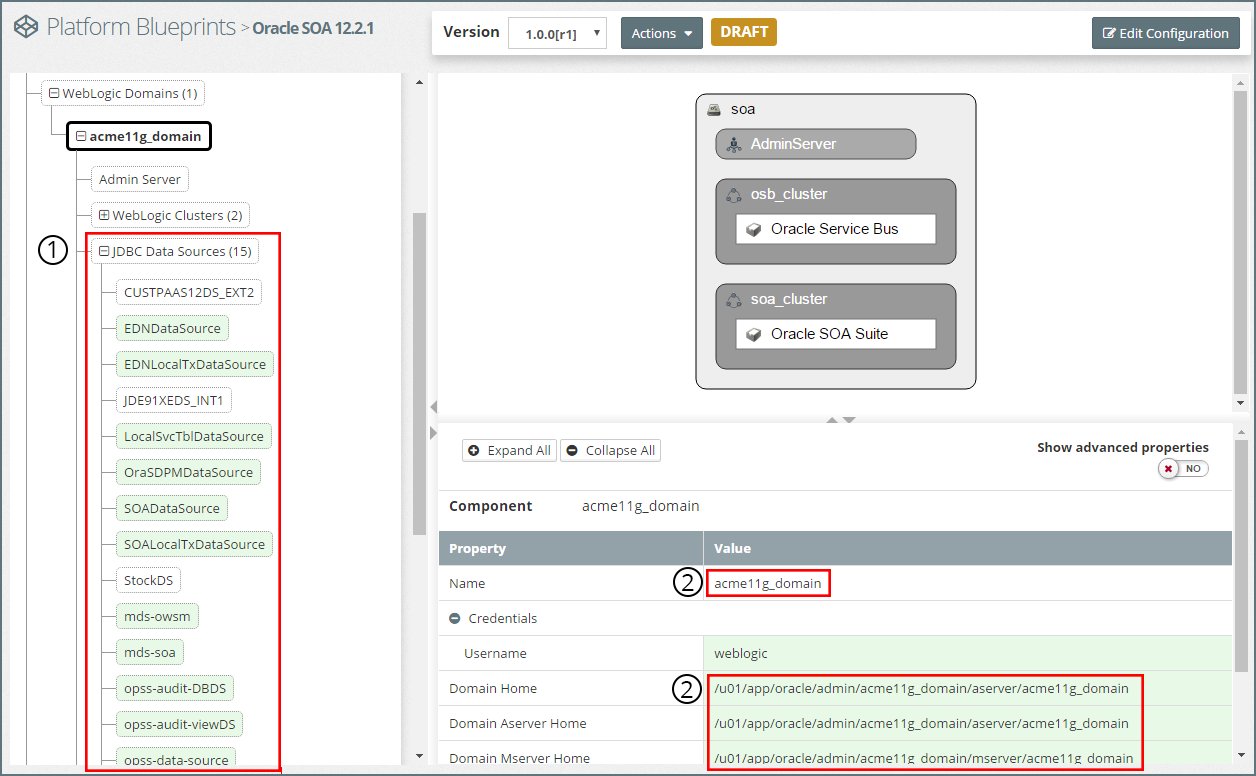 Platform Blueprints > Oracle SOA 12.2.1
Version 1.0.0[r1] Actions DRAFT Edit Configuration
WebLogic Domains (1)
acme11g_domain
Admin Server
WebLogic Clusters (2)
1
JDBC Data Sources (15)
CUSTPAAS12DS_EXT2
EDNDataSource
EDNLocalTxDataSource
JDE91XEDS_INT1
LocalSvcTblDataSource
OraSDPMDataSource
SOADataSource
SOALocalTxDataSource
StockDS
mds-owsm
mds-soa
opss-audit-DBDS
opss-audit-viewDS
opss-data-source
soa
AdminServer
osb_cluster
Oracle Service Bus
soa_cluster
Oracle SOA Suite
Expand All Collapse All
Show advanced properties
NO
Component acme11g_domain
Property Value
Name 2 acme11g_domain
Credentials
Username weblogic
Domain Home 2 /u01/app/oracle/admin/acme11g_domain/aserver/acme11g_domain
Domain Aserver Home /u01/app/oracle/admin/acme11g_domain/aserver/acme11g_domain
Domain Mserver Home /u01/app/oracle/admin/acme11g_domain/mserver/acme11g_domain